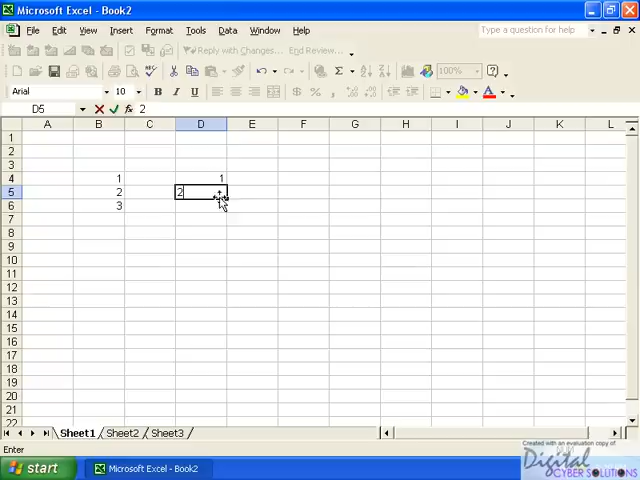 Microsoft Excel - Book2
File Edit View Insert Format Tools Data Window Help Type a question for help
Reply with Changes... End Review...
100%
Arial 10 B I U $ % ,
D5 fx 2
A B C D E F G H I J K L
1
2
3
4 1 1
5 2 2
6 3
7
8
9
10
11
12
13
14
15
16
17
18
19
20
21
22
Sheet1 Sheet2 Sheet3
Enter NUM
Created with an evaluation copy of
Digital
CYBER SOLUTIONS
start Microsoft Excel - Book2